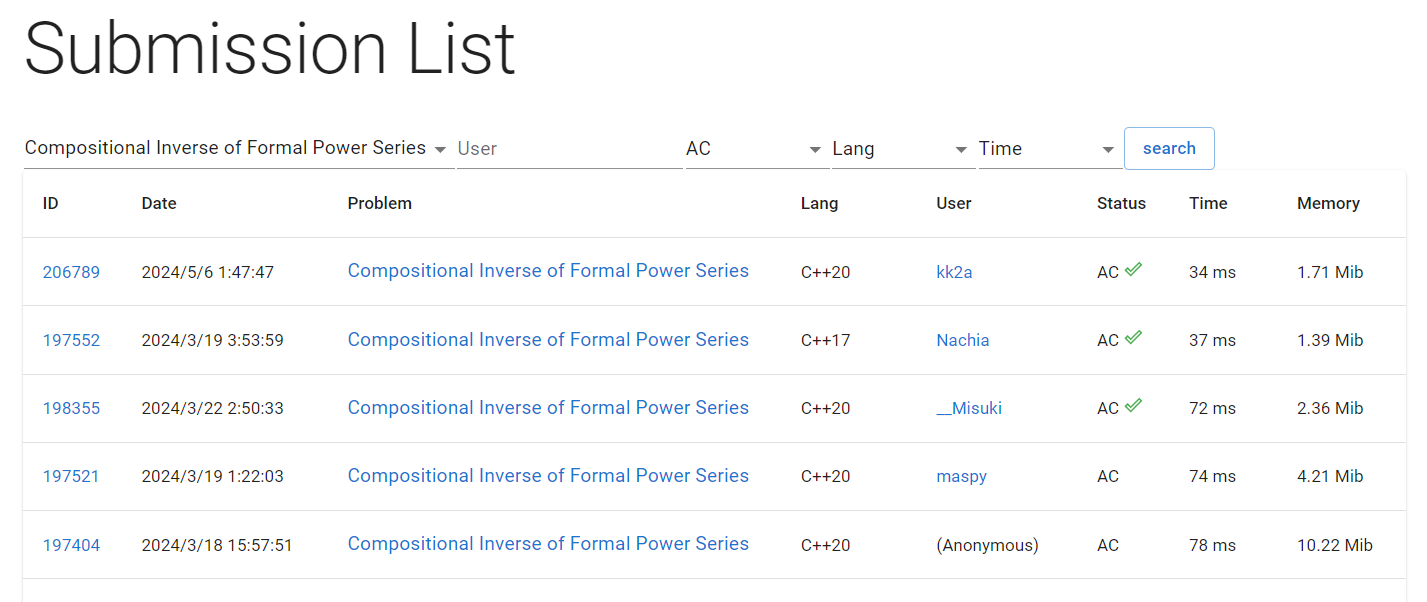 Submission List
Compositional Inverse of Formal Power Series User AC Lang Time search
ID Date Problem Lang User Status Time Memory
206789 2024/5/6 1:47:47 Compositional Inverse of Formal Power Series C++20 kk2a AC 34 ms 1.71 Mib
197552 2024/3/19 3:53:59 Compositional Inverse of Formal Power Series C++17 Nachia AC 37 ms 1.39 Mib
198355 2024/3/22 2:50:33 Compositional Inverse of Formal Power Series C++20 __Misuki AC 72 ms 2.36 Mib
197521 2024/3/19 1:22:03 Compositional Inverse of Formal Power Series C++20 maspy AC 74 ms 4.21 Mib
197404 2024/3/18 15:57:51 Compositional Inverse of Formal Power Series C++20 (Anonymous) AC 78 ms 10.22 Mib